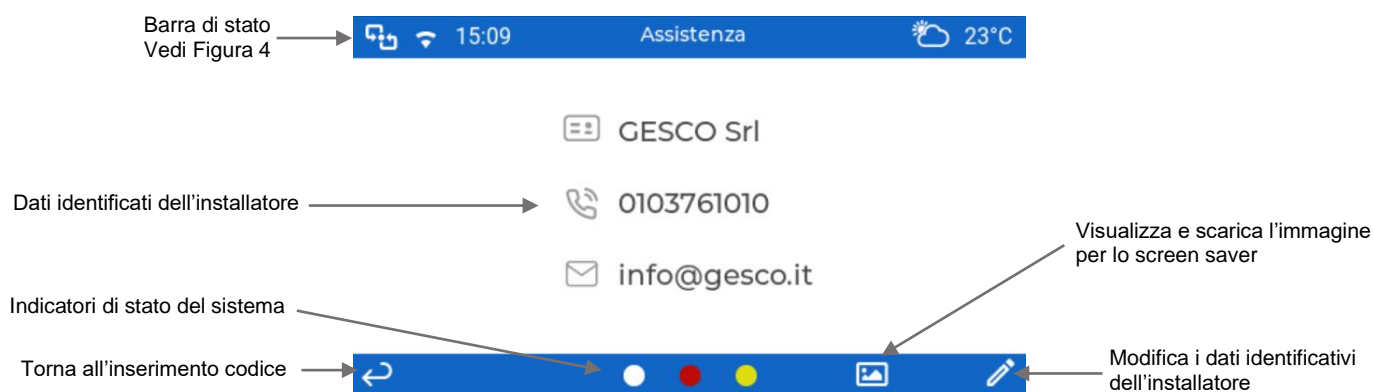 Barra di stato
Vedi Figura 4
15:09
Assistenza
23°C
GESCO Srl
Dati identificati dell’installatore
0103761010
Visualizza e scarica l’immagine
per lo screen saver
info@gesco.it
Indicatori di stato del sistema
Torna all’inserimento codice
Modifica i dati identificativi
dell’installatore